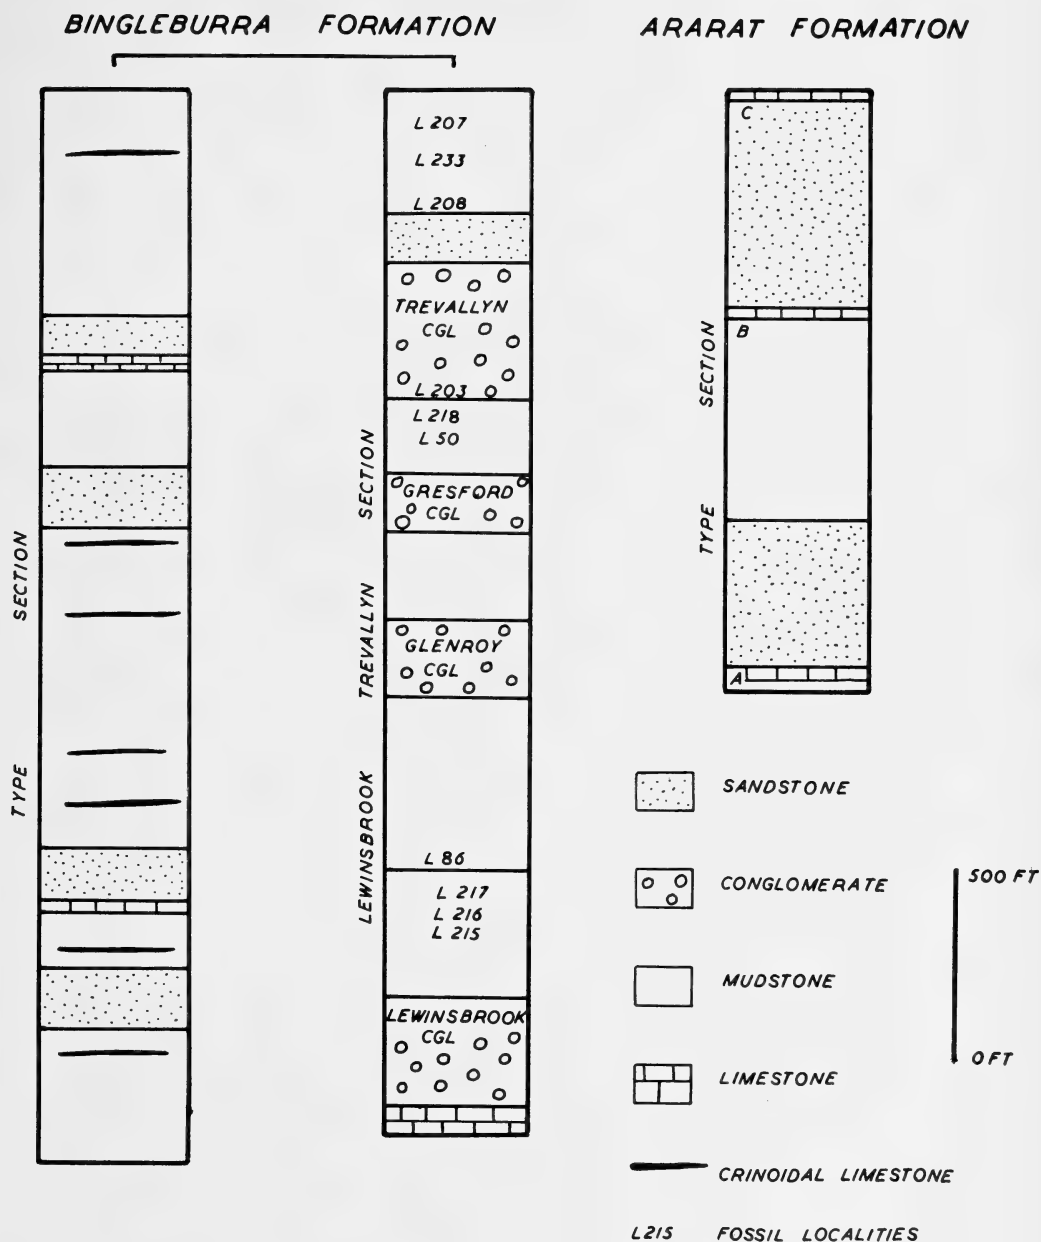 BINGLEBURRA FORMATION
ARARAT FORMATION
TYPE SECTION
LEWINSBROOK TREVALLYN SECTION
L 207
L 233
L 208
TREVALLYN
CGL
L 203
L 218
L 50
GRESFORD
CGL
GLENROY
CGL
L 86
L 217
L 216
L 215
LEWINSBROOK
CGL
TYPE SECTION
C
B
A
SANDSTONE
CONGLOMERATE
MUDSTONE
LIMESTONE
CRINOIDAL LIMESTONE
L215 FOSSIL LOCALITIES
500 FT
0 FT